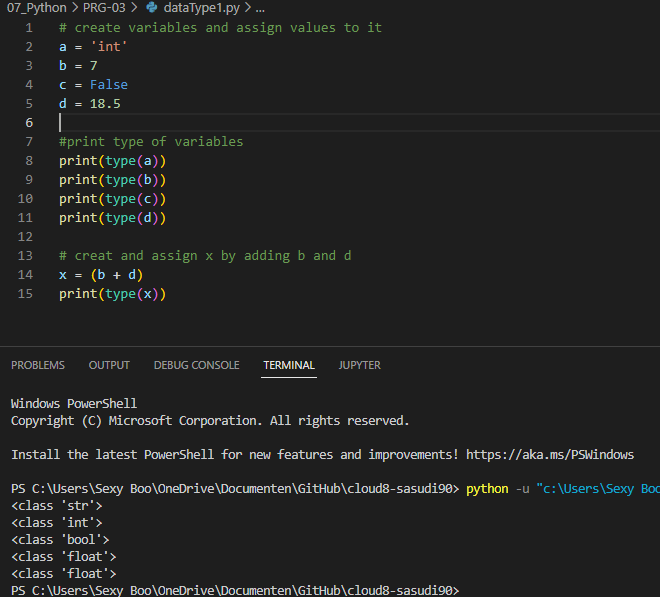 07_Python > PRG-03 > dataType1.py > ...
1 # create variables and assign values to it
2 a = 'int'
3 b = 7
4 c = False
5 d = 18.5
6
7 #print type of variables
8 print(type(a))
9 print(type(b))
10 print(type(c))
11 print(type(d))
12
13 # creat and assign x by adding b and d
14 x = (b + d)
15 print(type(x))
PROBLEMS OUTPUT DEBUG CONSOLE TERMINAL JUPYTER
Windows PowerShell
Copyright (C) Microsoft Corporation. All rights reserved.
Install the latest PowerShell for new features and improvements! https://aka.ms/PSWindows
PS C:\Users\Sexy Boo\OneDrive\Documenten\GitHub\cloud8-sasudi90> python -u "c:\Users\Sexy Boo
<class 'str'>
<class 'int'>
<class 'bool'>
<class 'float'>
<class 'float'>
PS C:\Users\Sexy Boo\OneDrive\Documenten\GitHub\cloud8-sasudi90>